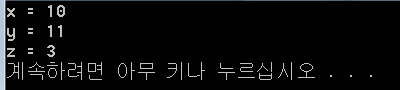 x = 10
y = 11
z = 3
계속하려면 아무 키나 누르십시오 . . .